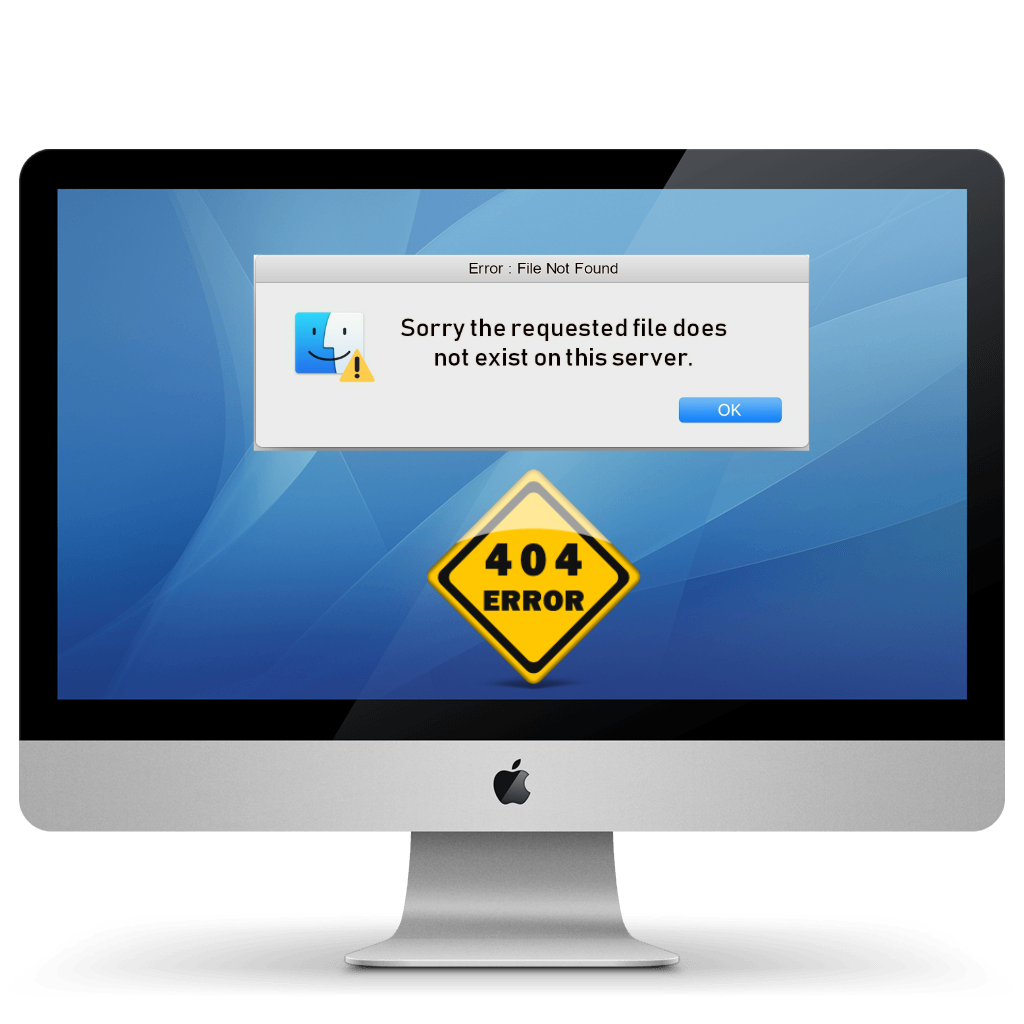 Error : File Not Found
Sorry the requested file does
not exist on this server.
OK
404
ERROR